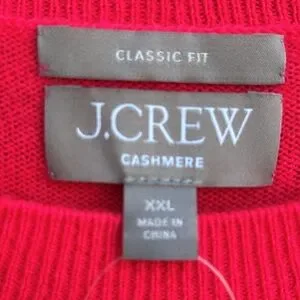 CLASSIC FIT
J.CREW
CASHMERE
XXL
MADE IN
CHINA